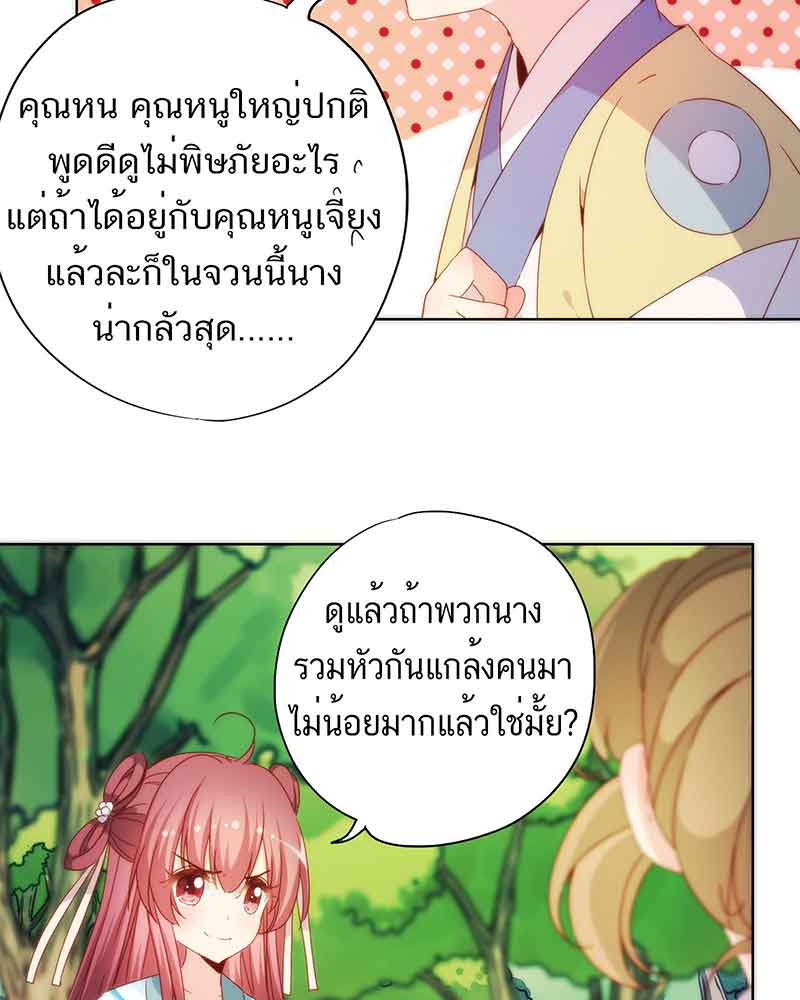 คุณหน คุณหนูใหญ่ปกติ
พูดดีดูไม่พิษภัยอะไร
แต่ถ้าได้อยู่กับคุณหนูเจี่ยง
แล้วละก็ในจวนนี้นาง
น่ากลัวสุด......
ดูแล้วถ้าพวกนาง
รวมหัวกันแกล้งคนมา
ไม่น้อยมากแล้วใช่มั้ย?